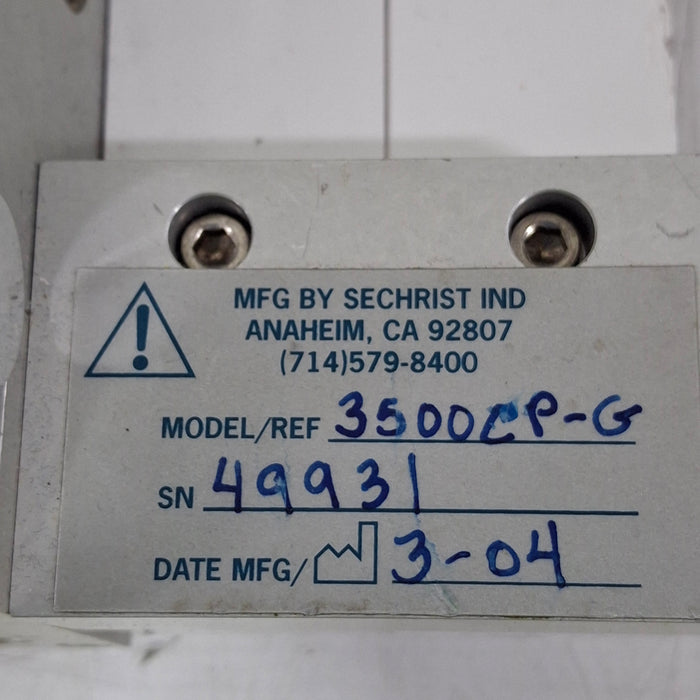 MFG BY SECHRIST IND
ANAHEIM, CA 92807
(714)579-8400
MODEL/REF 3500CP-G
SN 49931
DATE MFG/ 3-04